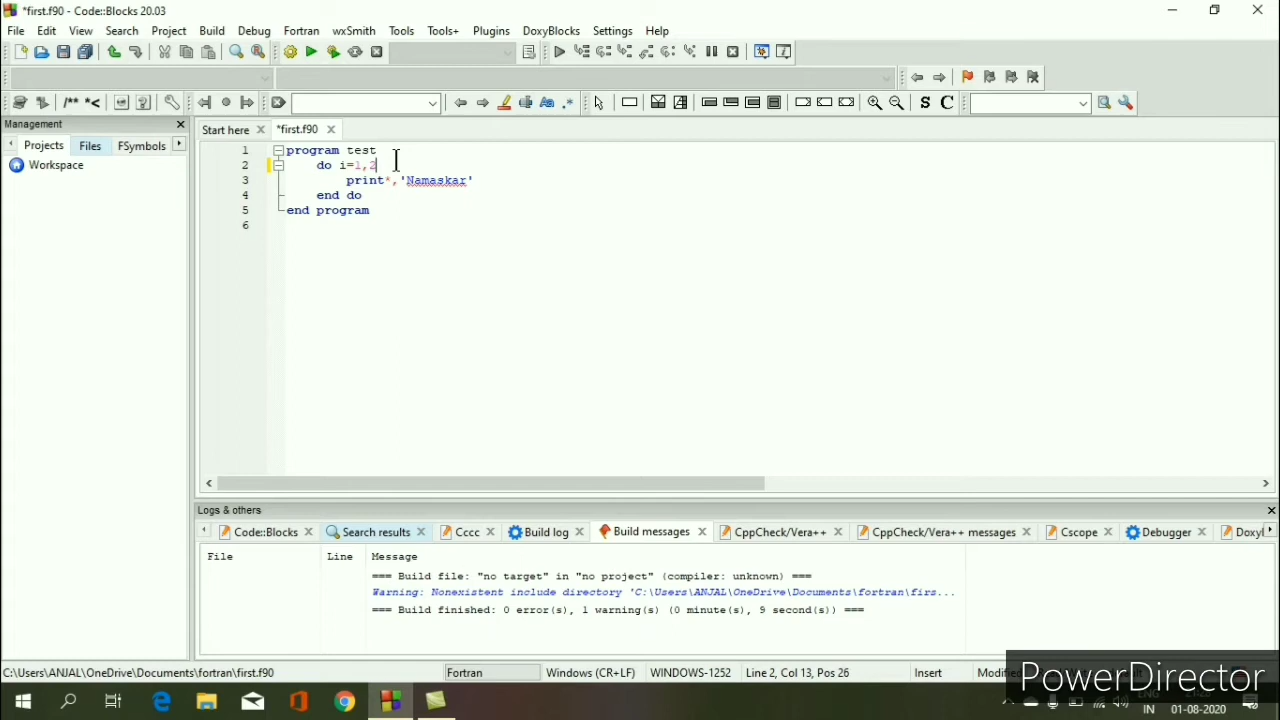 *first.f90 - Code::Blocks 20.03
File Edit View Search Project Build Debug Fortran wxSmith Tools Tools+ Plugins DoxyBlocks Settings Help
/** *<
S C
Management
Projects Files FSymbols
Workspace
Start here *first.f90
1 program test
2 do i=1,2
3 print*,'Namaskar'
4 end do
5 end program
6
Logs & others
Code::Blocks Search results Cccc Build log Build messages CppCheck/Vera++ CppCheck/Vera++ messages Cscope Debugger Doxyl
File Line Message
=== Build file: "no target" in "no project" (compiler: unknown) ===
Warning: Nonexistent include directory 'C:\Users\ANJAL\OneDrive\Documents\fortran\firs...
=== Build finished: 0 error(s), 1 warning(s) (0 minute(s), 9 second(s)) ===
C:\Users\ANJAL\OneDrive\Documents\fortran\first.f90 Fortran Windows (CR+LF) WINDOWS-1252 Line 2, Col 13, Pos 26 Insert
PowerDirector
IN 01-08-2020